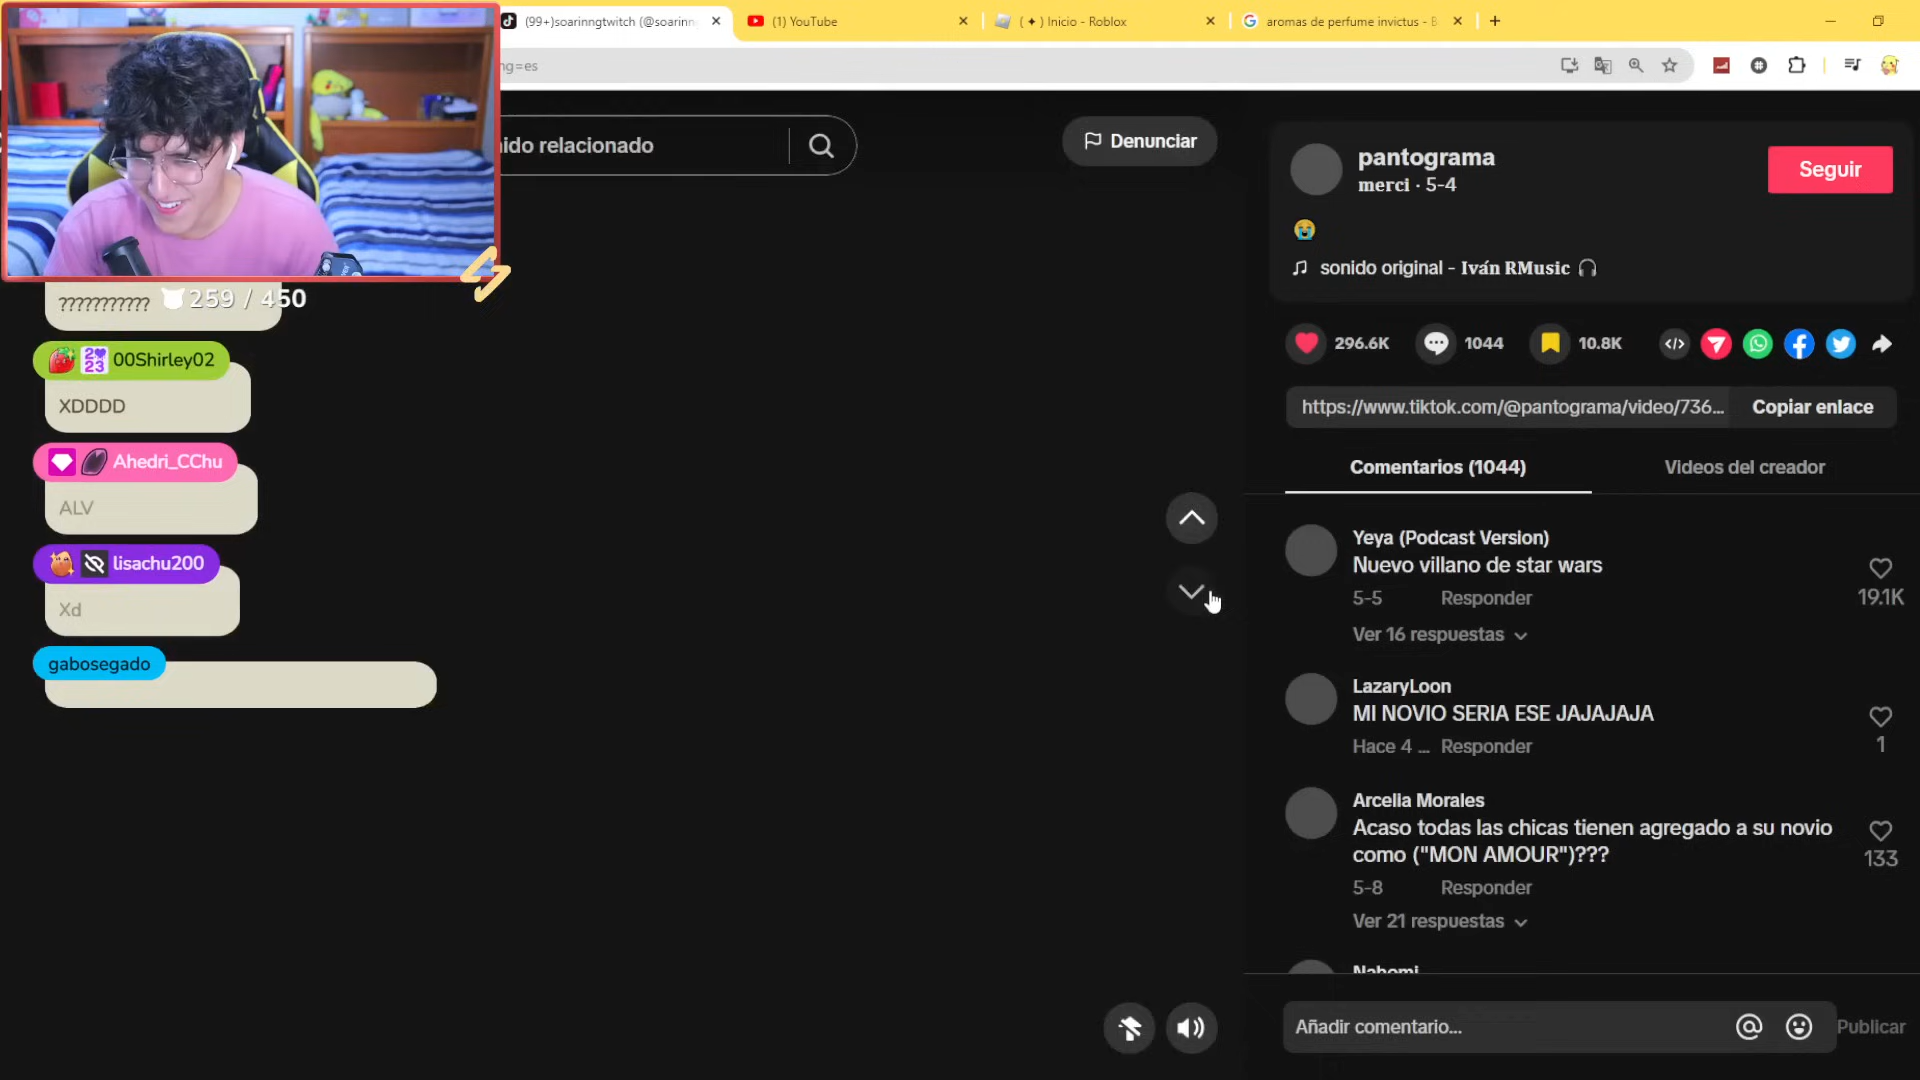 (99+)soarinngtwitch (@soarinn
(1) YouTube
( ✦ ) Inicio - Roblox
aromas de perfume invictus - B
ng=es
ido relacionado
Denunciar
pantograma
merci · 5-4
Seguir
😭
sonido original - Iván RMusic 🎧
296.6K
1044
10.8K
https://www.tiktok.com/@pantograma/video/736...
Copiar enlace
Comentarios (1044)
Videos del creador
Yeya (Podcast Version)
Nuevo villano de star wars
5-5
Responder
19.1K
Ver 16 respuestas
LazaryLoon
MI NOVIO SERIA ESE JAJAJAJA
Hace 4 ...
Responder
1
Arcelia Morales
Acaso todas las chicas tienen agregado a su novio
como ("MON AMOUR")???
133
5-8
Responder
Ver 21 respuestas
Nahomi
Añadir comentario...
Publicar
???????????
259 / 450
2023
00Shirley02
XDDDD
Ahedri_CChu
ALV
lisachu200
Xd
gabosegado